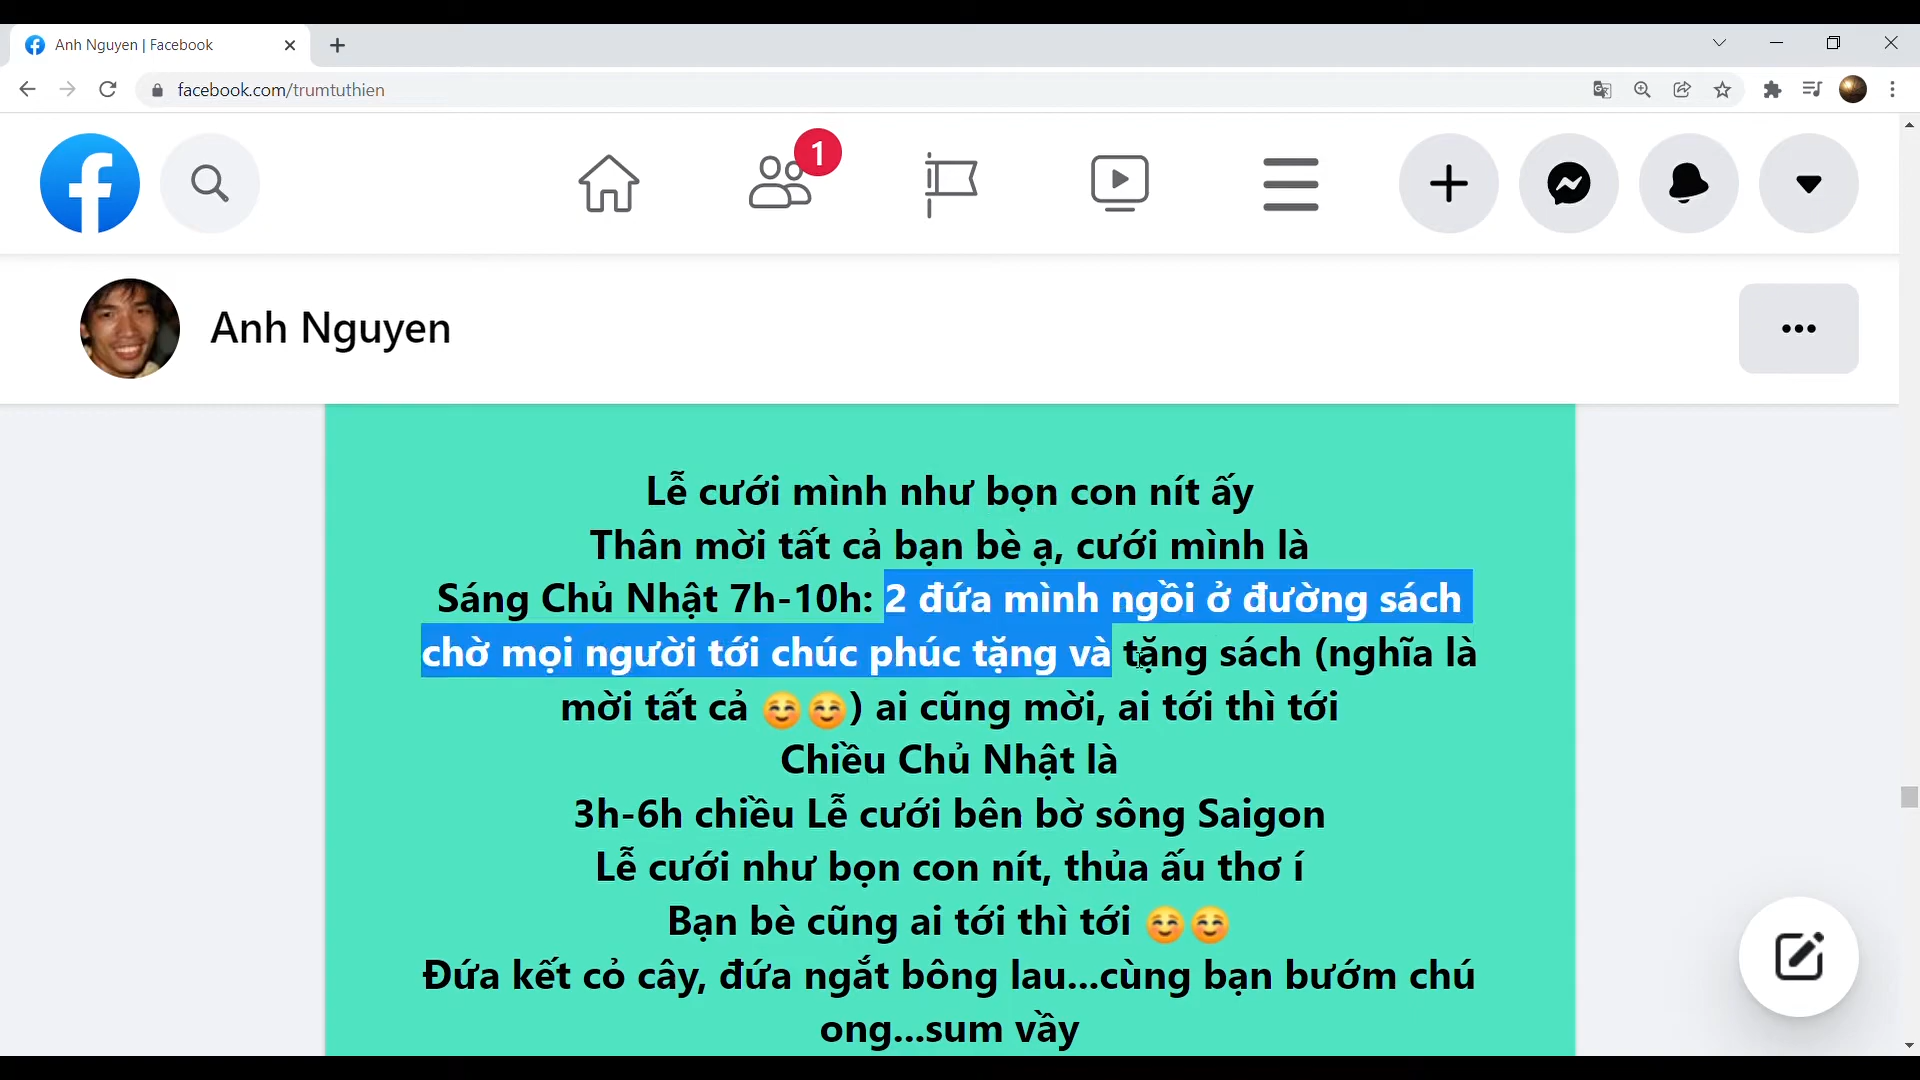 Anh Nguyen | Facebook
facebook.com/trumtuthien
1
Anh Nguyen
Lễ cưới mình như bọn con nít ấy
Thân mời tất cả bạn bè ạ, cưới mình là
Sáng Chủ Nhật 7h-10h: 2 đứa mình ngồi ở đường sách
chờ mọi người tới chúc phúc tặng và tặng sách (nghĩa là
mời tất cả ☺️☺️) ai cũng mời, ai tới thì tới
Chiều Chủ Nhật là
3h-6h chiều Lễ cưới bên bờ sông Saigon
Lễ cưới như bọn con nít, thủa ấu thơ í
Bạn bè cũng ai tới thì tới ☺️☺️
Đứa kết cỏ cây, đứa ngắt bông lau...cùng bạn bướm chú
ong...sum vầy